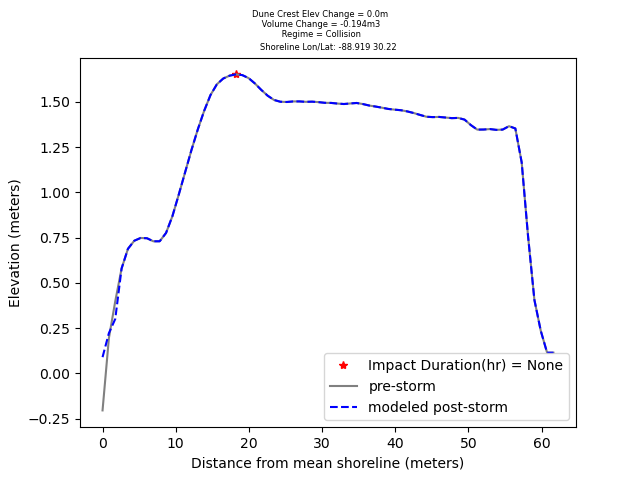 Dune Crest Elev Change = 0.0m
Volume Change = -0.194m3
Regime = Collision
Shoreline Lon/Lat: -88.919 30.22
1.50
1.25
1.00
0.75
0.50
0.25
0.00
−0.25
Elevation (meters)
Impact Duration(hr) = None
pre-storm
modeled post-storm
0 10 20 30 40 50 60
Distance from mean shoreline (meters)